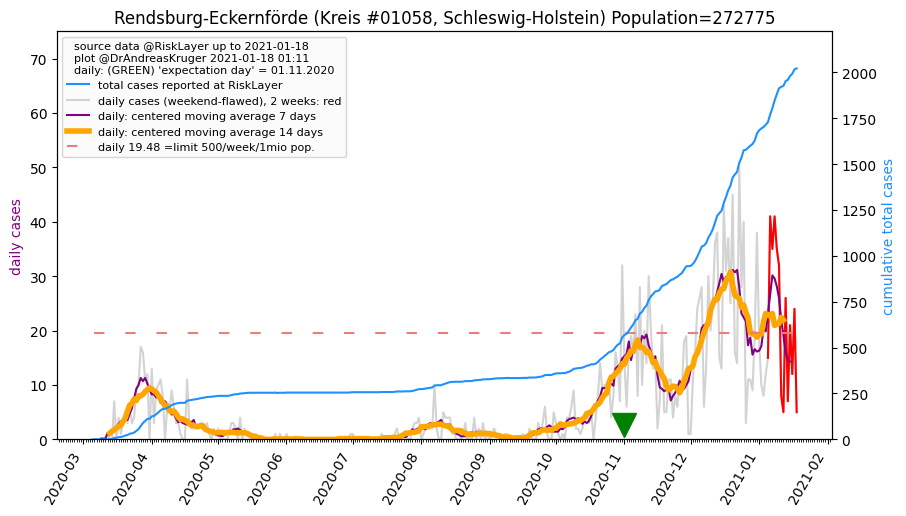 Rendsburg-Eckernförde (Kreis #01058, Schleswig-Holstein) Population=272775
source data @RiskLayer up to 2021-01-18
plot @DrAndreasKruger 2021-01-18 01:11
daily: (GREEN) 'expectation day' = 01.11.2020
total cases reported at RiskLayer
daily cases (weekend-flawed), 2 weeks: red
daily: centered moving average 7 days
daily: centered moving average 14 days
daily 19.48 =limit 500/week/1mio pop.
daily cases
70
60
50
40
30
20
10
0
cumulative total cases
2000
1750
1500
1250
1000
750
500
250
0
2020-03
2020-04
2020-05
2020-06
2020-07
2020-08
2020-09
2020-10
2020-11
2020-12
2021-01
2021-02